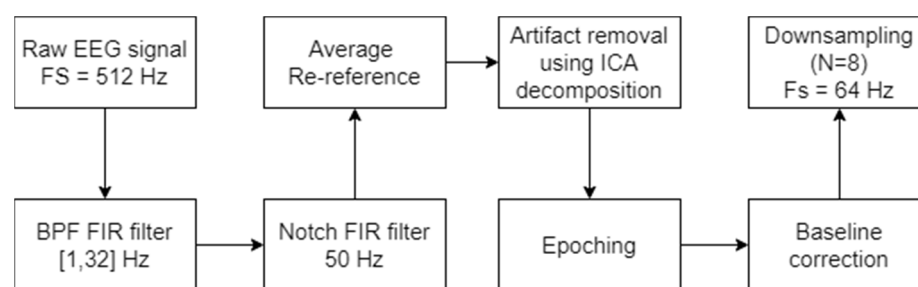 Raw EEG signal
FS = 512 Hz
BPF FIR filter
[1,32] Hz
Notch FIR filter
50 Hz
Average
Re-reference
Artifact removal
using ICA
decomposition
Epoching
Baseline
correction
Downsampling
(N=8)
Fs = 64 Hz